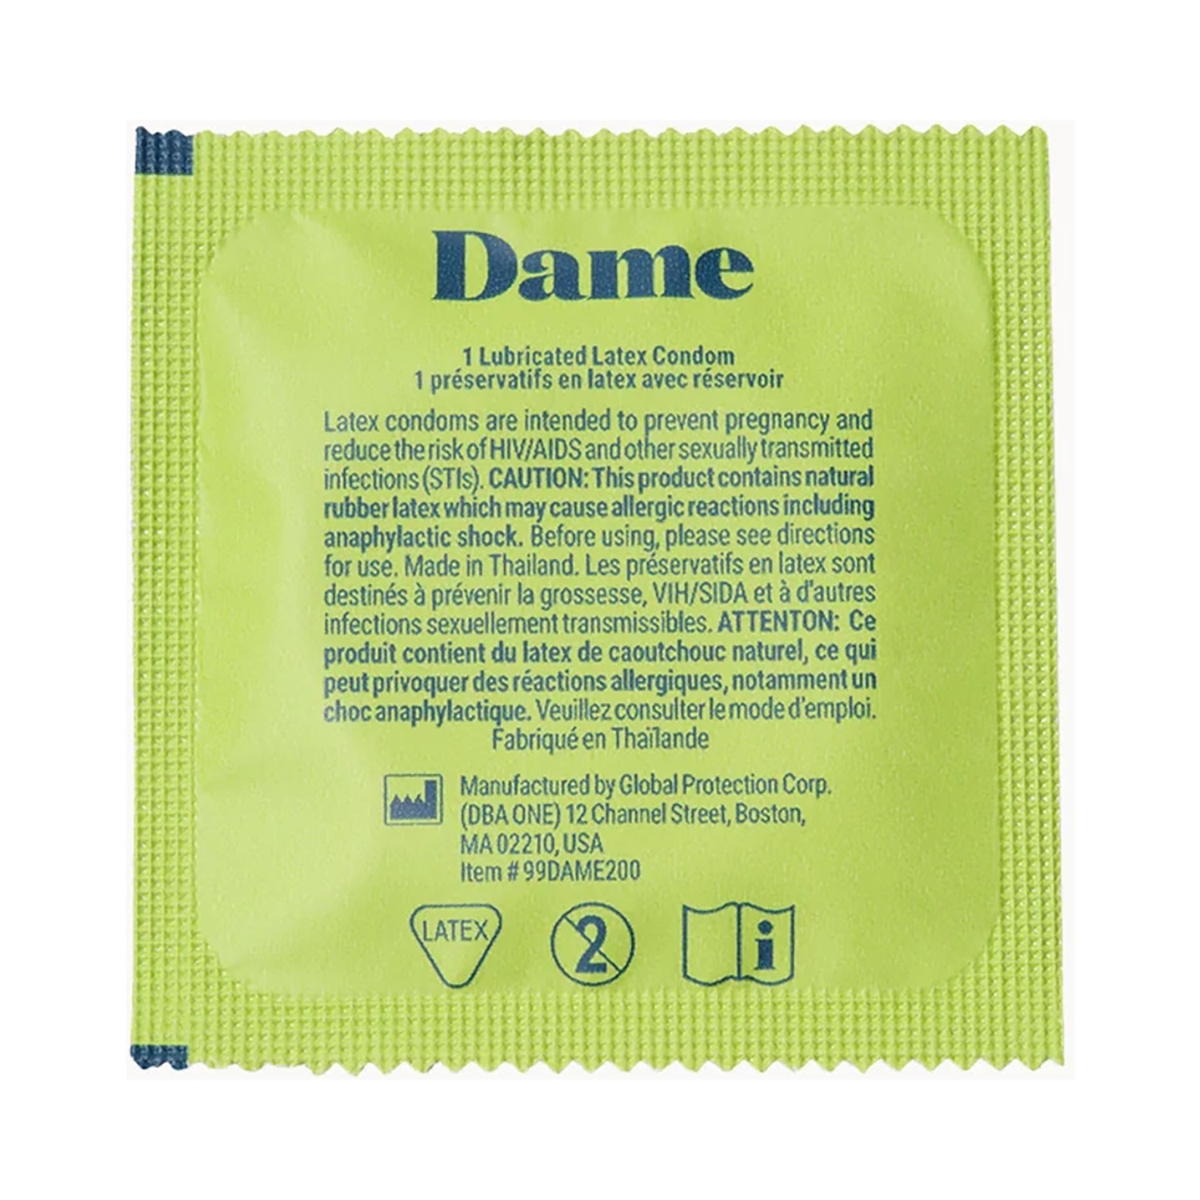 Dame
1 Lubricated Latex Condom
1 préservatifs en latex avec réservoir
Latex condoms are intended to prevent pregnancy and
reduce the risk of HIV/AIDS and other sexually transmitted
infections (STIs). CAUTION: This product contains natural
rubber latex which may cause allergic reactions including
anaphylactic shock. Before using, please see directions
for use. Made in Thailand. Les préservatifs en latex sont
destinés à prévenir la grossesse, VIH/SIDA et à d'autres
infections sexuellement transmissibles. ATTENTON: Ce
produit contient du latex de caoutchouc naturel, ce qui
peut privoquer des réactions allergiques, notamment un
choc anaphylactique. Veuillez consulter le mode d'emploi.
Fabriqué en Thaïlande
Manufactured by Global Protection Corp.
(DBA ONE) 12 Channel Street, Boston,
MA 02210, USA
Item # 99DAME200
LATEX 2 i